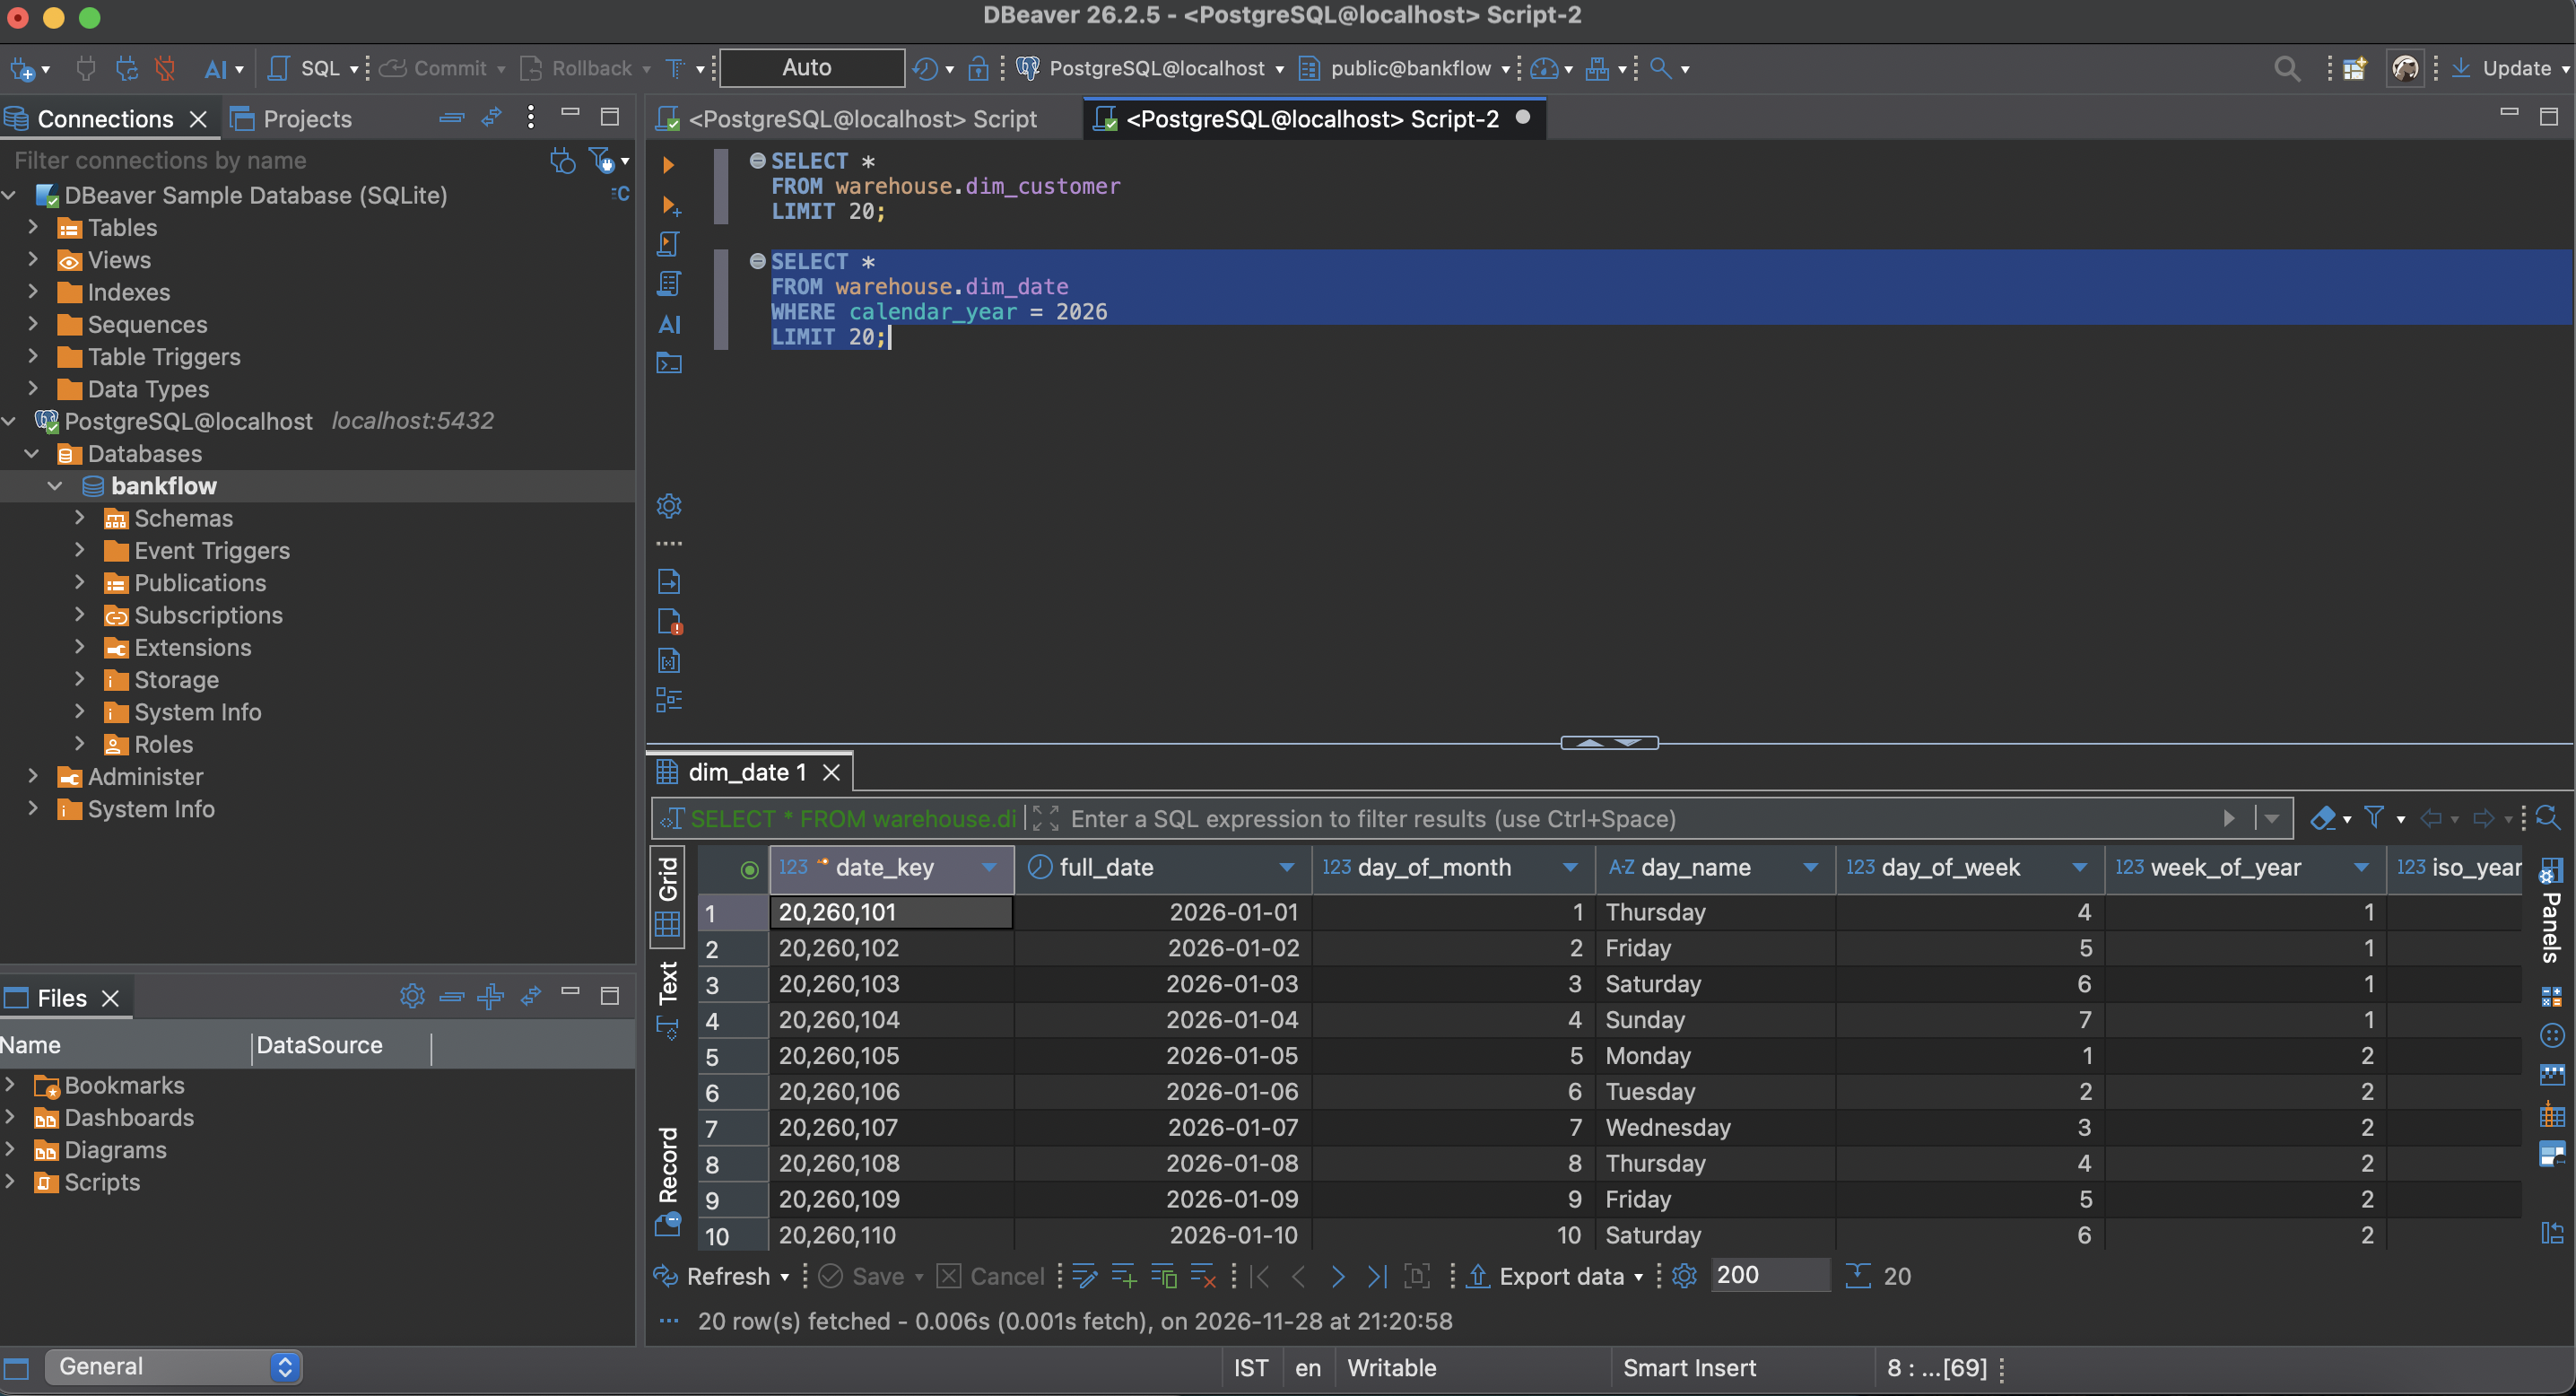 DBeaver 26.2.5 - <PostgreSQL@localhost> Script-2
AI SQL Commit Rollback T Auto PostgreSQL@localhost public@bankflow Update
Connections Projects
Filter connections by name
DBeaver Sample Database (SQLite)
Tables
Views
Indexes
Sequences
Table Triggers
Data Types
PostgreSQL@localhost localhost:5432
Databases
bankflow
Schemas
Event Triggers
Publications
Subscriptions
Extensions
Storage
System Info
Roles
Administer
System Info
Files
Name DataSource
Bookmarks
Dashboards
Diagrams
Scripts
<PostgreSQL@localhost> Script <PostgreSQL@localhost> Script-2
AI
SELECT *
FROM warehouse.dim_customer
LIMIT 20;
SELECT *
FROM warehouse.dim_date
WHERE calendar_year = 2026
LIMIT 20;
dim_date 1
SELECT * FROM warehouse.di Enter a SQL expression to filter results (use Ctrl+Space)
Grid
Text
Record
Panels
123 date_key full_date 123 day_of_month A-Z day_name 123 day_of_week 123 week_of_year 123 iso_year
1 20,260,101 2026-01-01 1 Thursday 4 1
2 20,260,102 2026-01-02 2 Friday 5 1
3 20,260,103 2026-01-03 3 Saturday 6 1
4 20,260,104 2026-01-04 4 Sunday 7 1
5 20,260,105 2026-01-05 5 Monday 1 2
6 20,260,106 2026-01-06 6 Tuesday 2 2
7 20,260,107 2026-01-07 7 Wednesday 3 2
8 20,260,108 2026-01-08 8 Thursday 4 2
9 20,260,109 2026-01-09 9 Friday 5 2
10 20,260,110 2026-01-10 10 Saturday 6 2
Refresh Save Cancel Export data 200 20
20 row(s) fetched - 0.006s (0.001s fetch), on 2026-11-28 at 21:20:58
General IST en Writable Smart Insert 8 : ...[69]